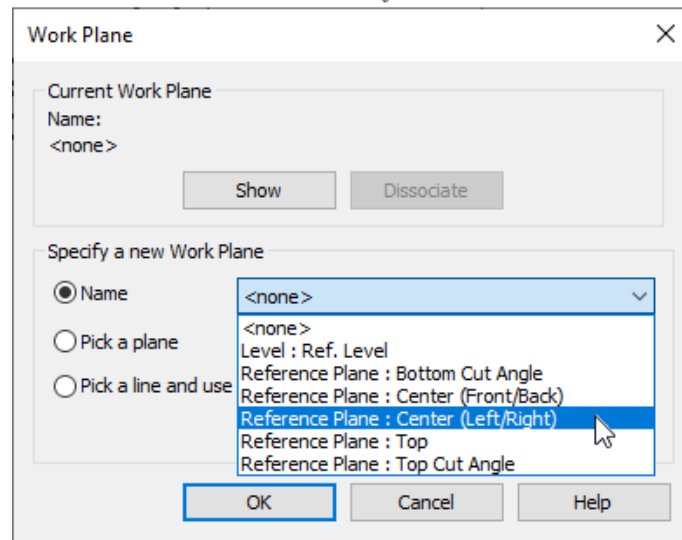 Work Plane
Current Work Plane
Name:
<none>
Show Dissociate
Specify a new Work Plane
Name <none>
<none>
Pick a plane
Level : Ref. Level
Reference Plane : Bottom Cut Angle
Pick a line and use
Reference Plane : Center (Front/Back)
Reference Plane : Center (Left/Right)
Reference Plane : Top
Reference Plane : Top Cut Angle
OK Cancel Help